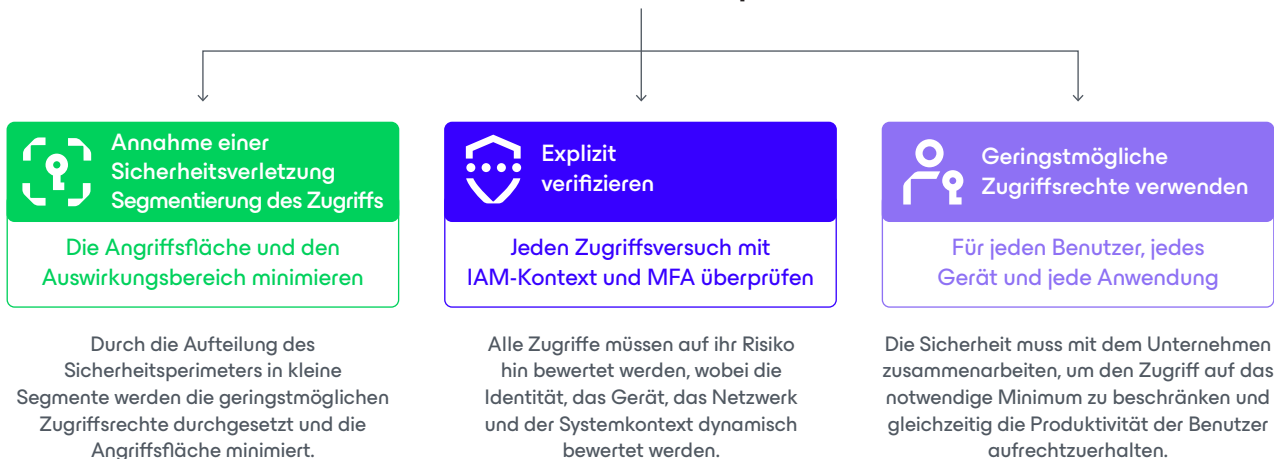 Annahme einer
Sicherheitsverletzung
Segmentierung des Zugriffs
Die Angriffsfläche und den
Auswirkungsbereich minimieren
Durch die Aufteilung des
Sicherheitsperimeters in kleine
Segmente werden die geringstmöglichen
Zugriffsrechte durchgesetzt und die
Angriffsfläche minimiert.
Explizit
verifizieren
Jeden Zugriffsversuch mit
IAM-Kontext und MFA überprüfen
Alle Zugriffe müssen auf ihr Risiko
hin bewertet werden, wobei die
Identität, das Gerät, das Netzwerk
und der Systemkontext dynamisch
bewertet werden.
Geringstmögliche
Zugriffsrechte verwenden
Für jeden Benutzer, jedes
Gerät und jede Anwendung
Die Sicherheit muss mit dem Unternehmen
zusammenarbeiten, um den Zugriff auf das
notwendige Minimum zu beschränken und
gleichzeitig die Produktivität der Benutzer
aufrechtzuerhalten.